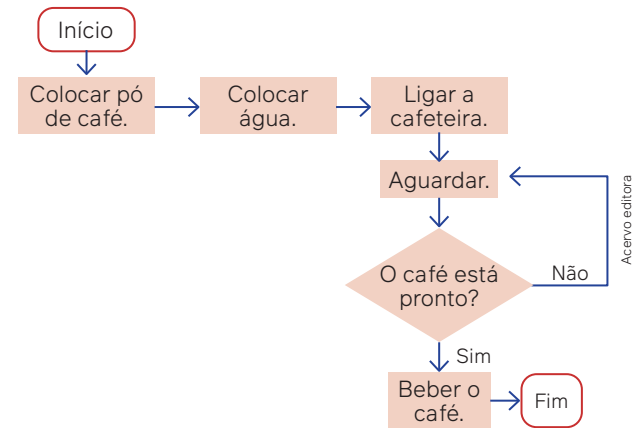 Início
Colocar pó
de café.
Colocar
água.
Ligar a
cafeteira.
Aguardar.
O café está
pronto?
Não
Sim
Beber o
café.
Fim
Acervo editora